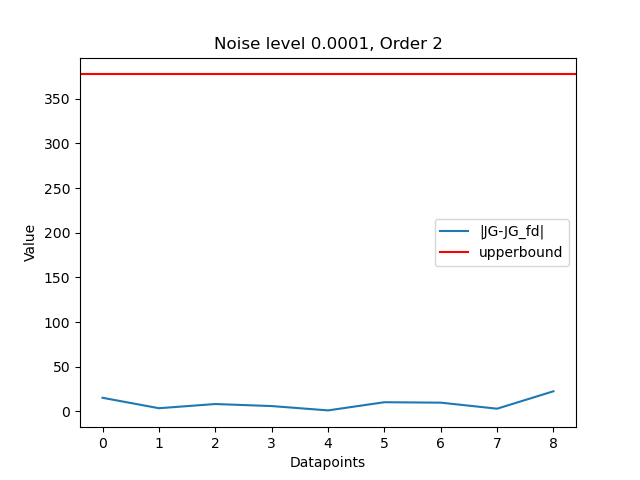 Noise level 0.0001, Order 2
Value
350
300
250
200
150
100
50
0
|JG-JG_fd|
upperbound
0 1 2 3 4 5 6 7 8
Datapoints